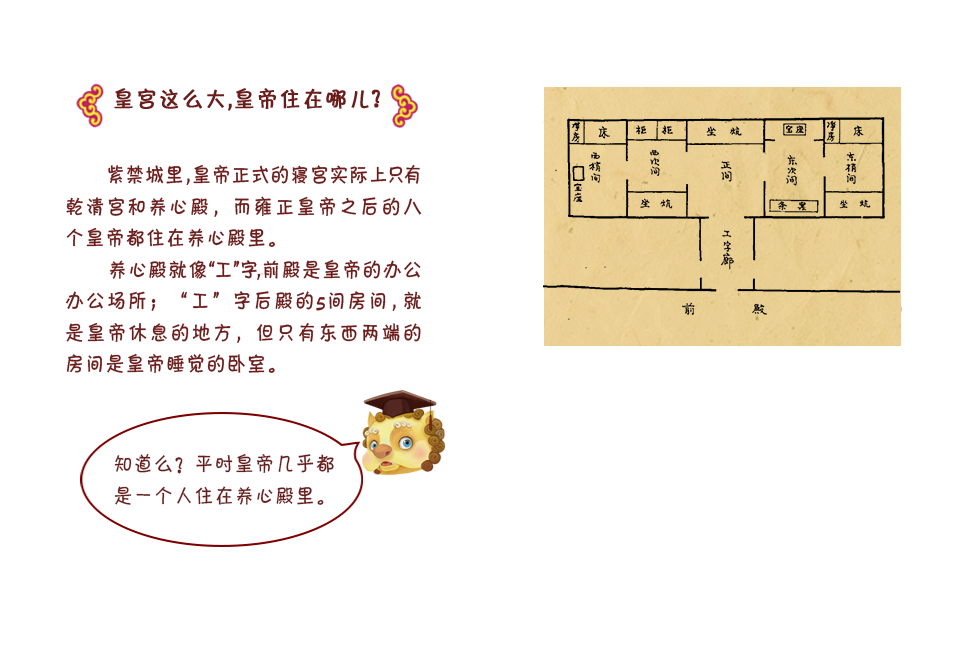 皇宫这么大,皇帝住在哪儿?
紫禁城里,皇帝正式的寝宫实际上只有
乾清宫和养心殿，而雍正皇帝之后的八
个皇帝都住在养心殿里。
养心殿就像“工”字,前殿是皇帝的办公
办公场所；“工”字后殿的5间房间，就
是皇帝休息的地方，但只有东西两端的
房间是皇帝睡觉的卧室。
知道么？平时皇帝几乎都
是一个人住在养心殿里。
净房
床
柜
柜
坐炕
宝座
净房
床
西梢间
西次间
正间
东次间
东梢间
宝座
坐炕
条案
坐炕
工字廊
前殿